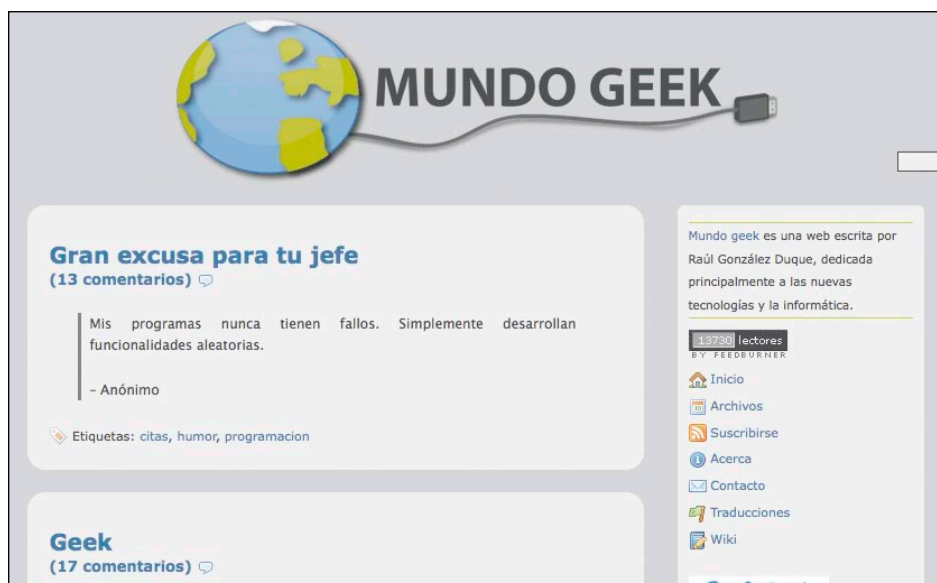 MUNDO GEEK
Gran excusa para tu jefe
(13 comentarios)
Mis programas nunca tienen fallos. Simplemente desarrollan
funcionalidades aleatorias.
– Anónimo
Etiquetas: citas, humor, programacion
Geek
(17 comentarios)
Mundo geek es una web escrita por
Raúl González Duque, dedicada
principalmente a las nuevas
tecnologías y la informática.
13730 lectores
BY FEEDBURNER
Inicio
Archivos
Suscribirse
Acerca
Contacto
Traducciones
Wiki